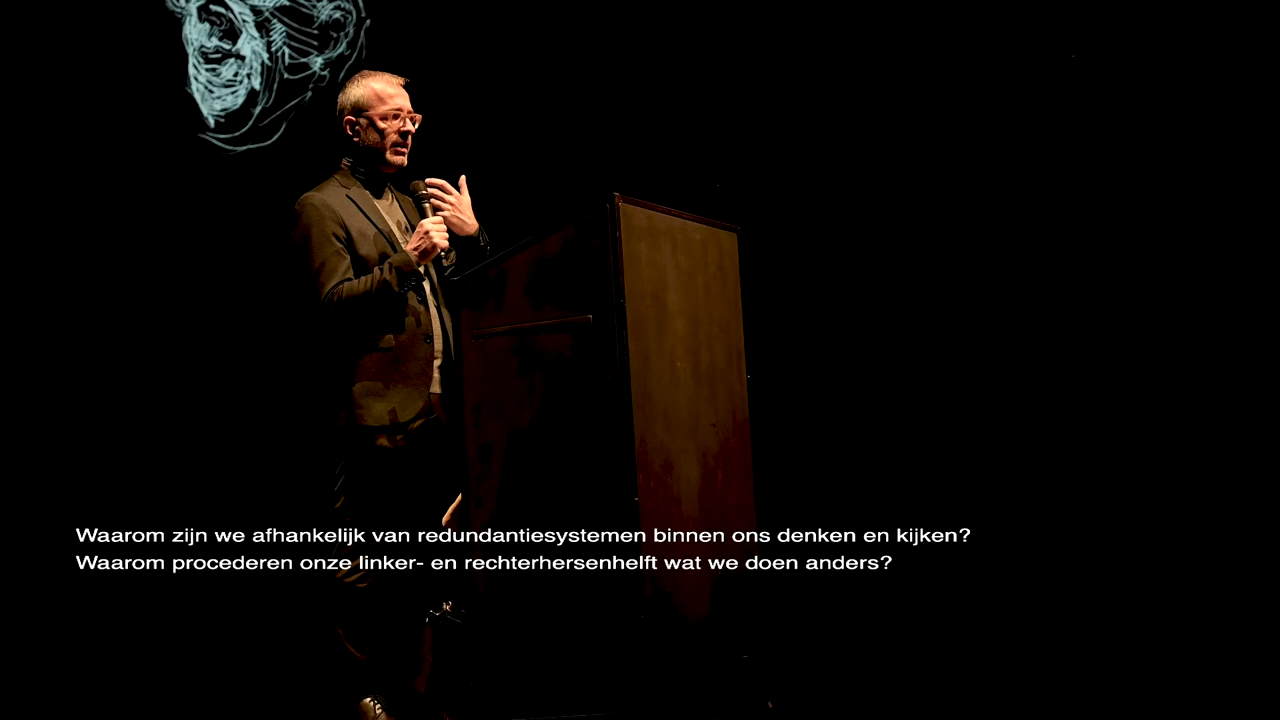 Waarom zijn we afhankelijk van redundantiesystemen binnen ons denken en kijken?
Waarom procederen onze linker- en rechterhersenhelft wat we doen anders?